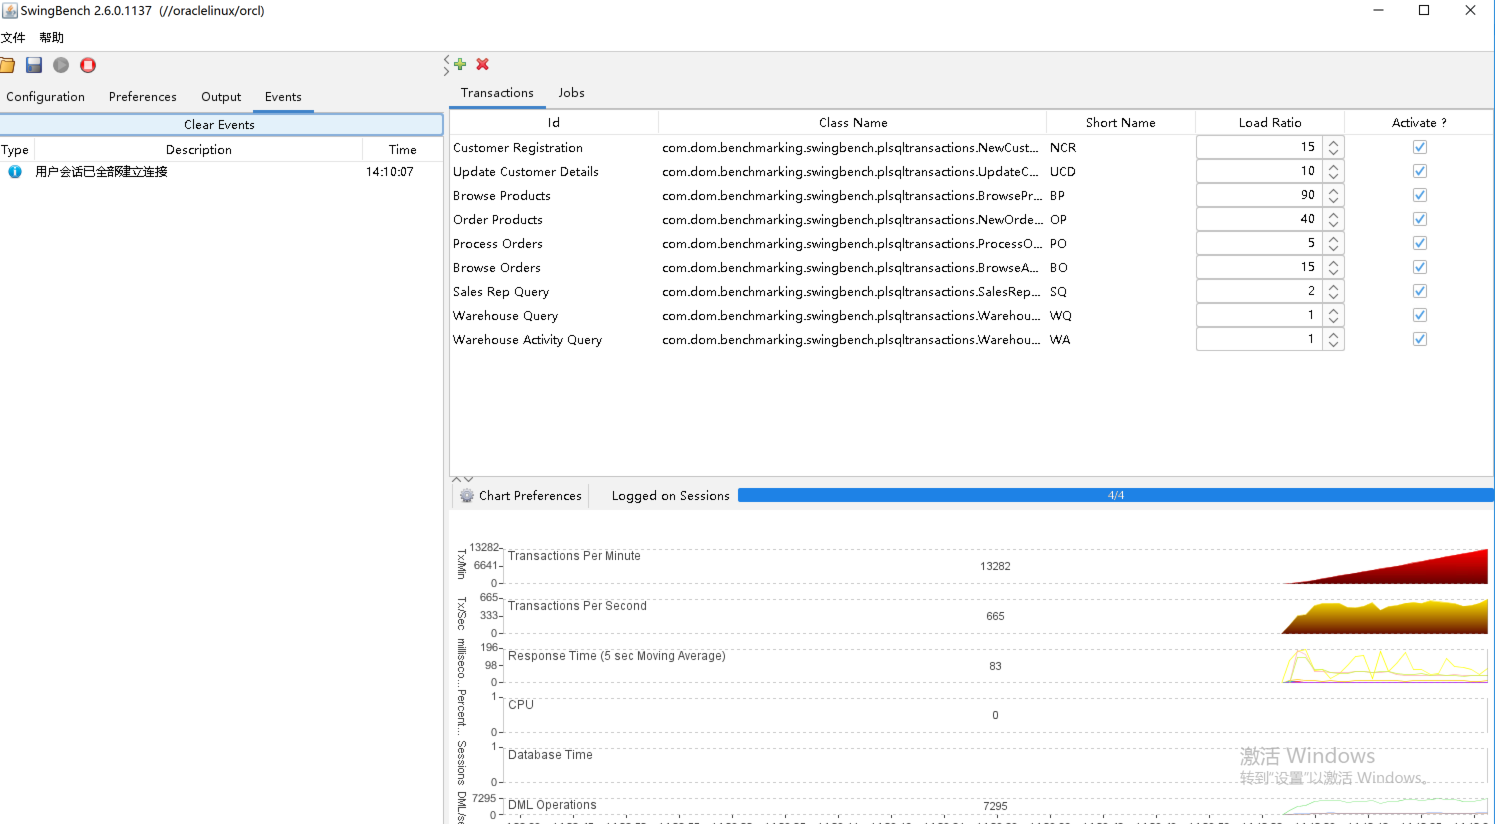 SwingBench 2.6.0.1137 (//oraclelinux/orcl)
文件 帮助
Configuration Preferences Output Events
Clear Events
Type Description Time
用户会话已全部建立连接 14:10:07
Transactions Jobs
Id Class Name Short Name Load Ratio Activate ?
Customer Registration com.dom.benchmarking.swingbench.plsqltransactions.NewCust... NCR 15
Update Customer Details com.dom.benchmarking.swingbench.plsqltransactions.UpdateC... UCD 10
Browse Products com.dom.benchmarking.swingbench.plsqltransactions.BrowsePr... BP 90
Order Products com.dom.benchmarking.swingbench.plsqltransactions.NewOrde... OP 40
Process Orders com.dom.benchmarking.swingbench.plsqltransactions.ProcessO... PO 5
Browse Orders com.dom.benchmarking.swingbench.plsqltransactions.BrowseA... BO 15
Sales Rep Query com.dom.benchmarking.swingbench.plsqltransactions.SalesRep... SQ 2
Warehouse Query com.dom.benchmarking.swingbench.plsqltransactions.Warehou... WQ 1
Warehouse Activity Query com.dom.benchmarking.swingbench.plsqltransactions.Warehou... WA 1
Chart Preferences Logged on Sessions 4/4
Tx/Min 13282 6641 0 Transactions Per Minute 13282
Tx/Sec 665 333 0 Transactions Per Second 665
milliseco... 196 98 0 Response Time (5 sec Moving Average) 83
Percent... 1 0 CPU 0
Sessions 1 0 Database Time
激活 Windows
转到"设置"以激活 Windows。
7295 0 DML Operations 7295